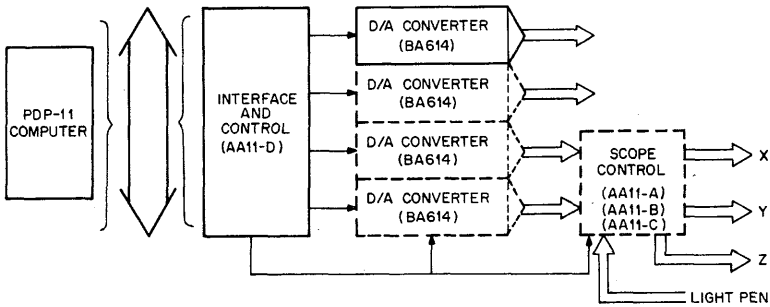 PDP-11
COMPUTER
INTERFACE
AND
CONTROL
(AA11-D)
D/A CONVERTER
(BA614)
D/A CONVERTER
(BA614)
D/A CONVERTER
(BA614)
D/A CONVERTER
(BA614)
SCOPE
CONTROL
(AA11-A)
(AA11-B)
(AA11-C)
X
Y
Z
LIGHT PEN